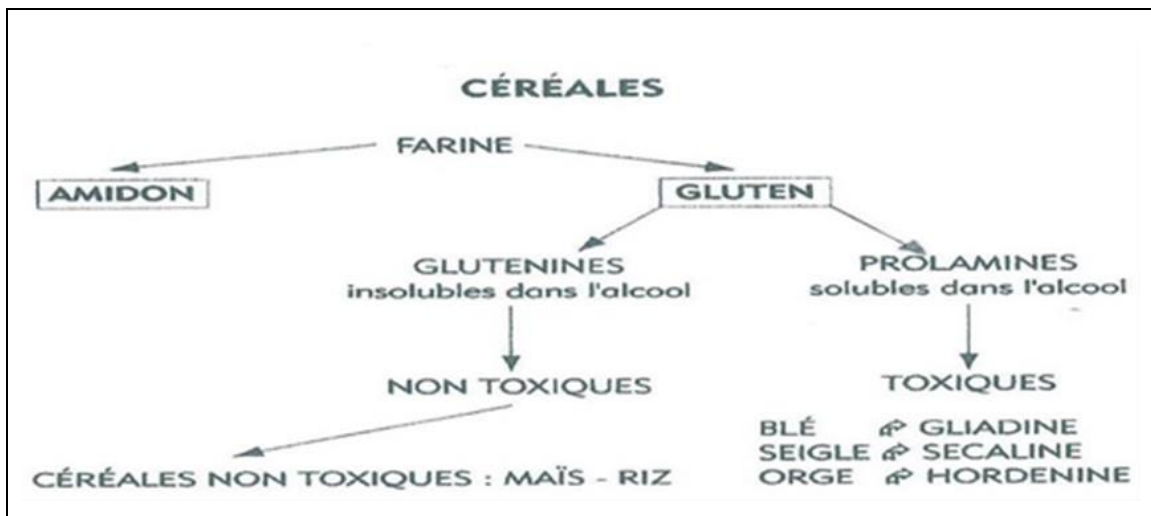 CÉRÉALES
FARINE
AMIDON
GLUTEN
GLUTENINES
insolubles dans l'alcool
PROLAMINES
solubles dans l'alcool
NON TOXIQUES
TOXIQUES
CÉRÉALES NON TOXIQUES : MAÏS - RIZ
BLÉ GLIADINE
SEIGLE SECALINE
ORGE HORDENINE